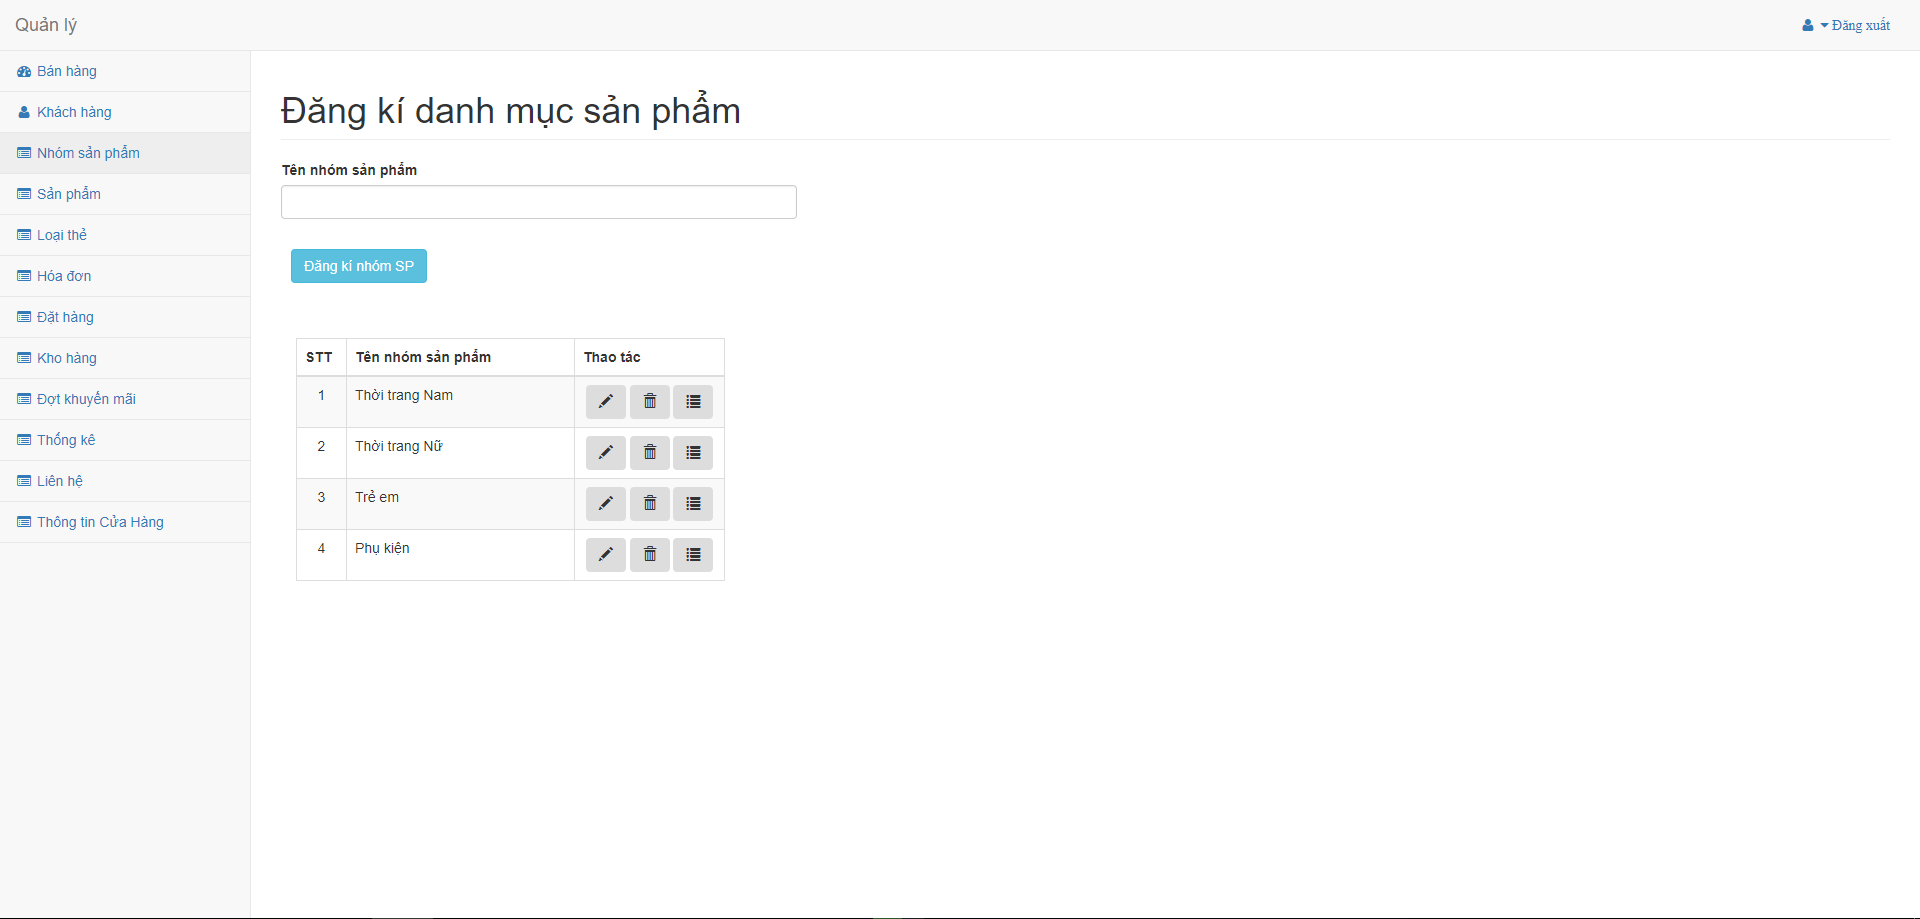 Quản lý
Đăng xuất
Bán hàng
Khách hàng
Nhóm sản phẩm
Sản phẩm
Loại thẻ
Hóa đơn
Đặt hàng
Kho hàng
Đợt khuyến mãi
Thống kê
Liên hệ
Thông tin Cửa Hàng
Đăng kí danh mục sản phẩm
Tên nhóm sản phẩm
Đăng kí nhóm SP
STT Tên nhóm sản phẩm Thao tác
1 Thời trang Nam
2 Thời trang Nữ
3 Trẻ em
4 Phụ kiện